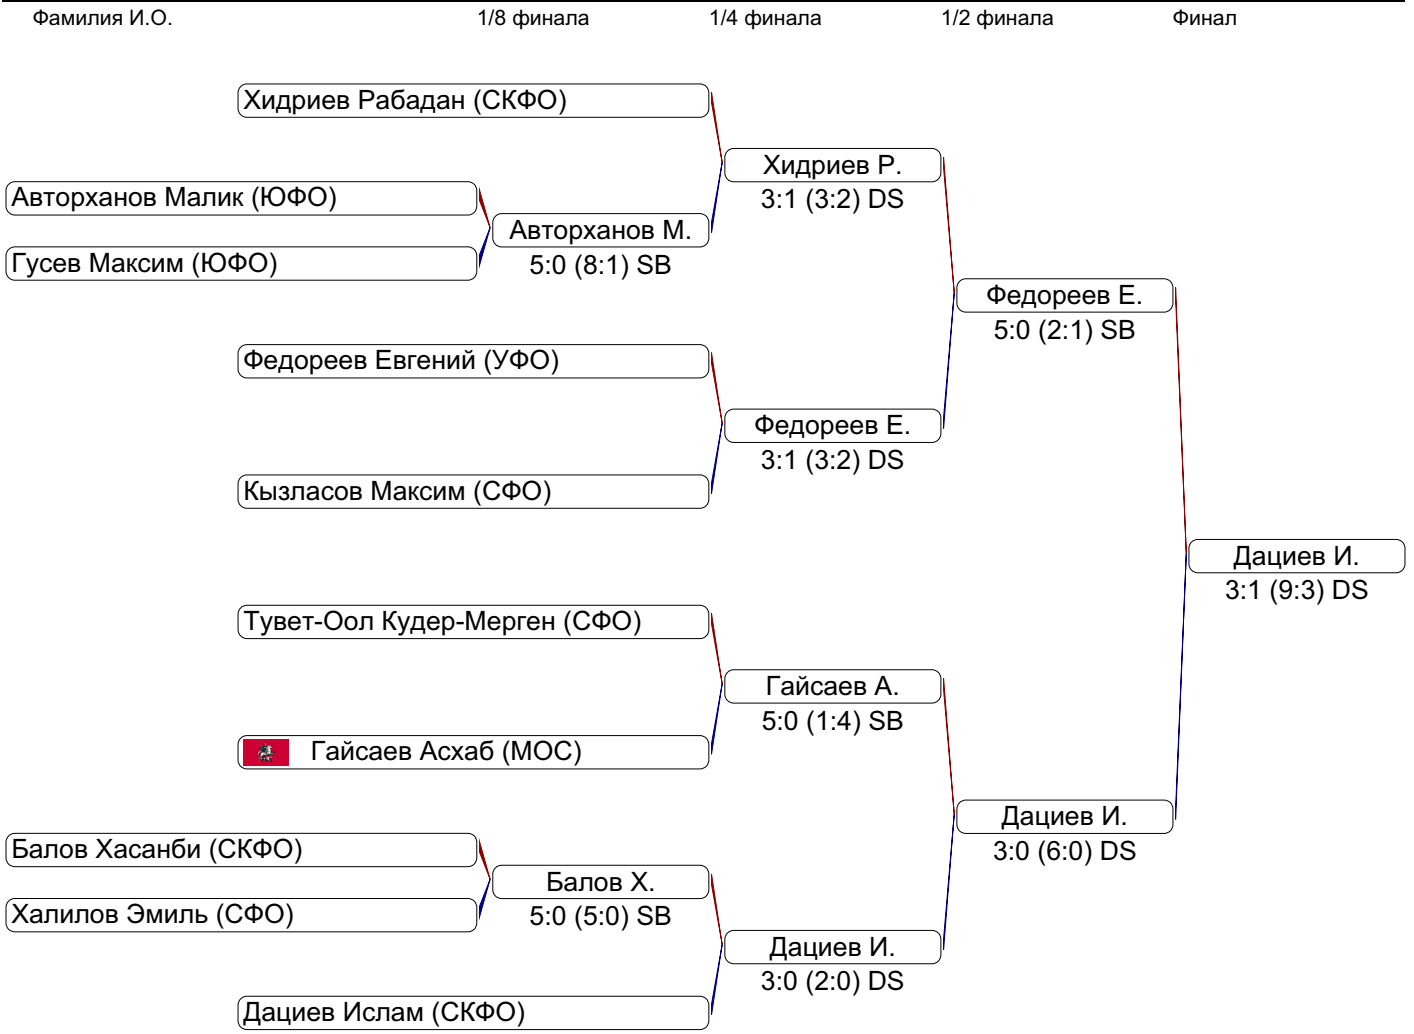 Фамилия И.О. 1/8 финала 1/4 финала 1/2 финала Финал
Хидриев Рабадан (СКФО)
Хидриев Р.
3:1 (3:2) DS
Авторханов Малик (ЮФО)
Авторханов М.
5:0 (8:1) SB
Гусев Максим (ЮФО)
Федореев Е.
5:0 (2:1) SB
Федореев Евгений (УФО)
Федореев Е.
3:1 (3:2) DS
Кызласов Максим (СФО)
Дациев И.
3:1 (9:3) DS
Тувет-Оол Кудер-Мерген (СФО)
Гайсаев А.
5:0 (1:4) SB
Гайсаев Асхаб (МОС)
Дациев И.
3:0 (6:0) DS
Балов Хасанби (СКФО)
Балов Х.
5:0 (5:0) SB
Халилов Эмиль (СФО)
Дациев И.
3:0 (2:0) DS
Дациев Ислам (СКФО)